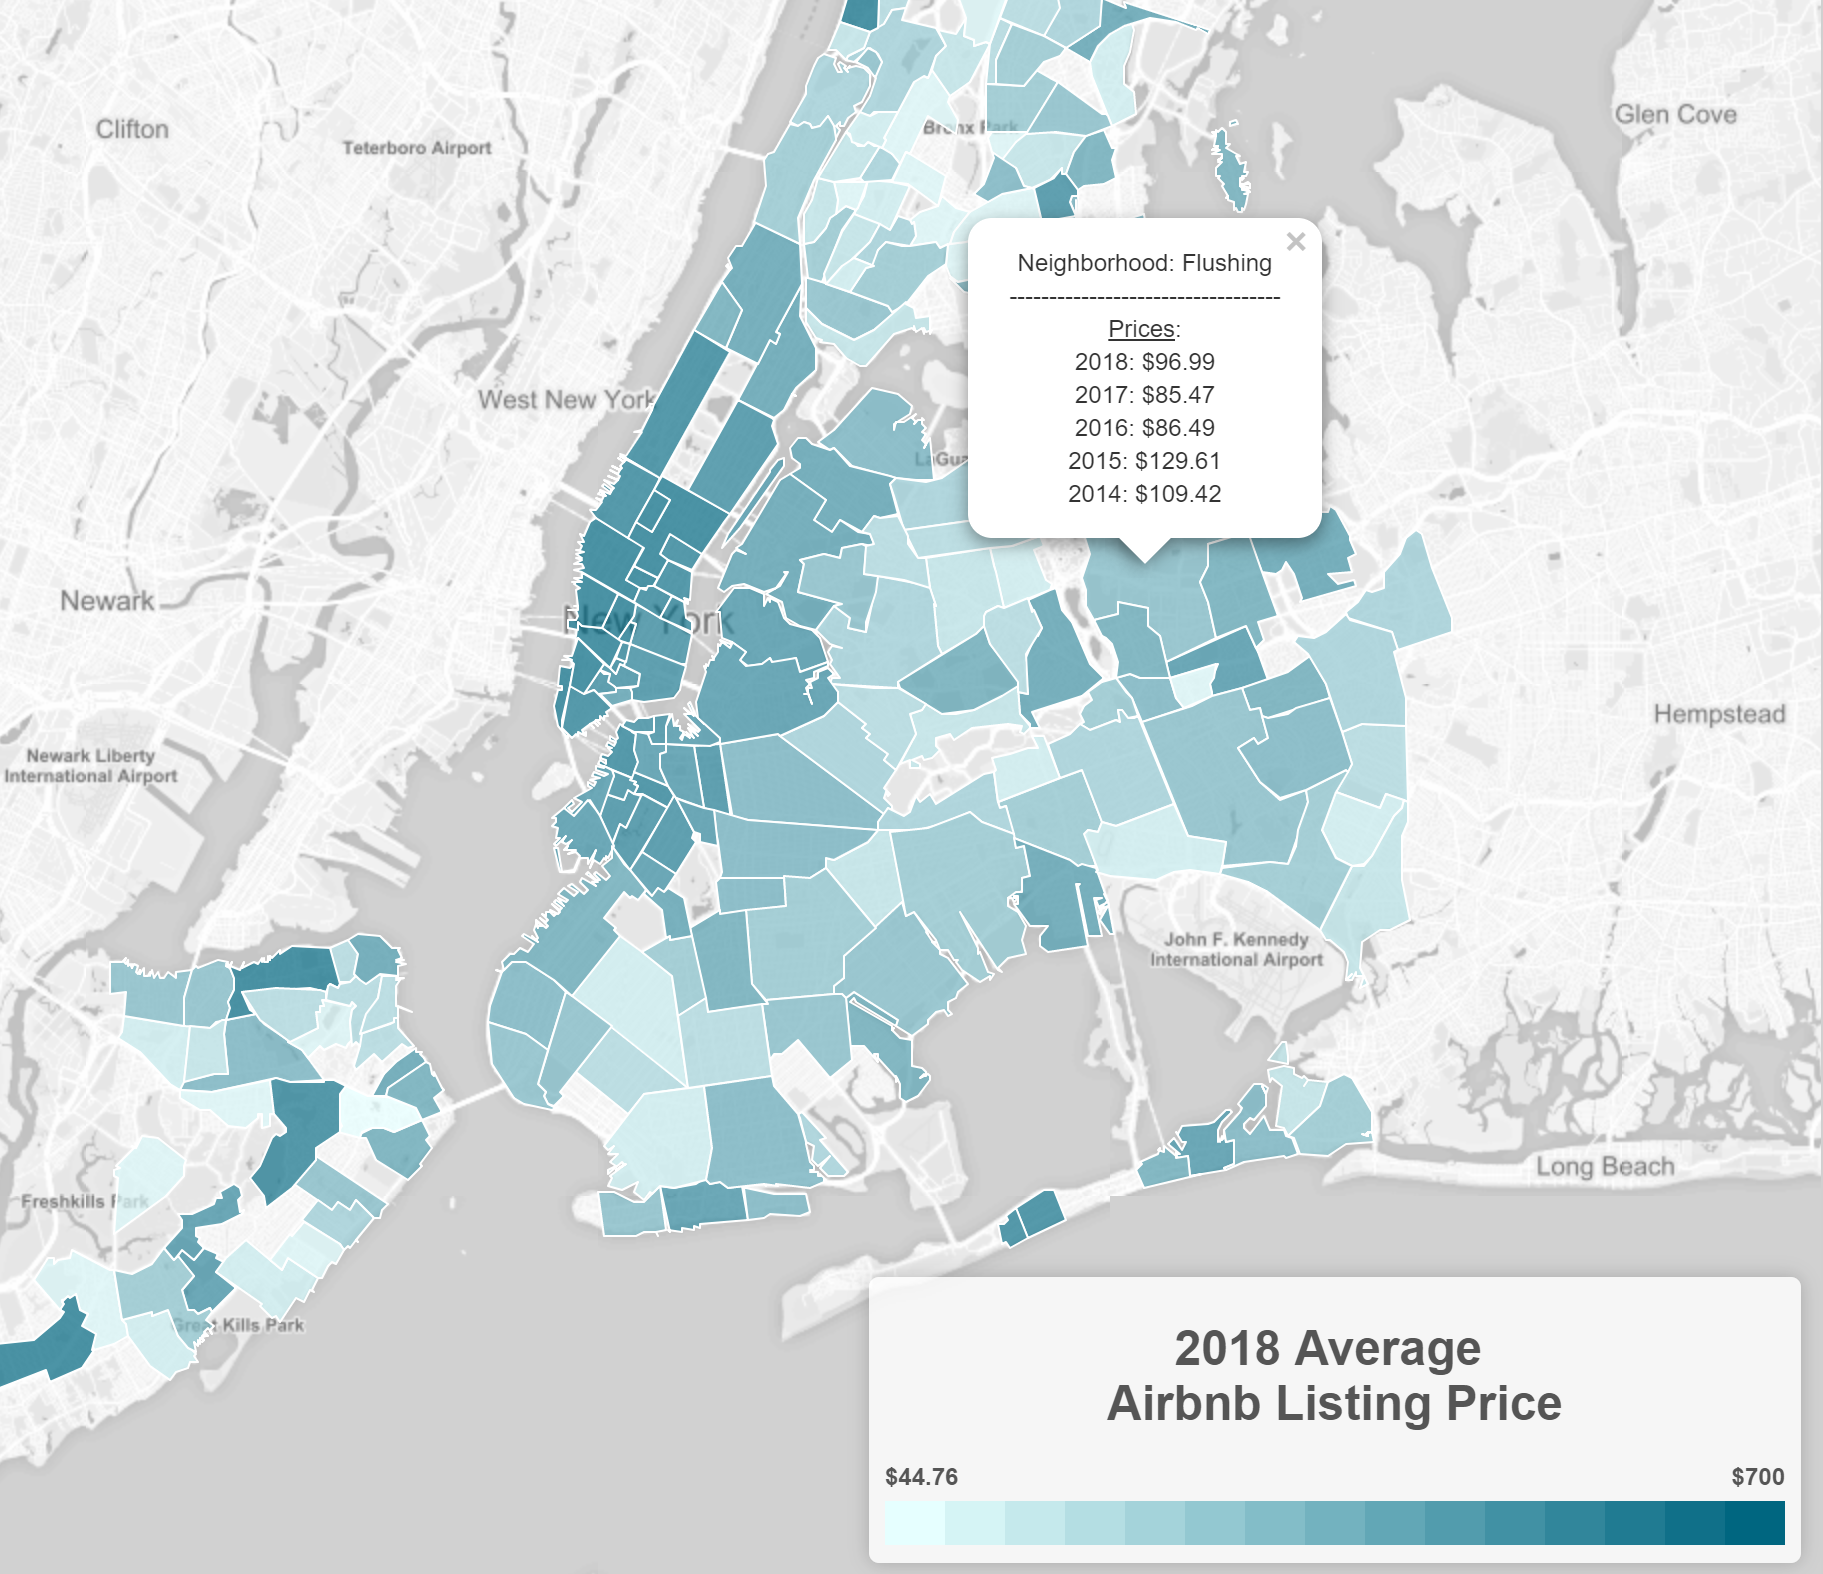 Clifton
Teterboro Airport
Bronx Park
Glen Cove
Neighborhood: Flushing
----------------------------------
Prices:
2018: $96.99
2017: $85.47
2016: $86.49
2015: $129.61
2014: $109.42
×
West New York
LaGua
Newark
New York
Hempstead
Newark Liberty
International Airport
John F. Kennedy
International Airport
Long Beach
Freshkills Park
Great Kills Park
2018 Average
Airbnb Listing Price
$44.76 $700